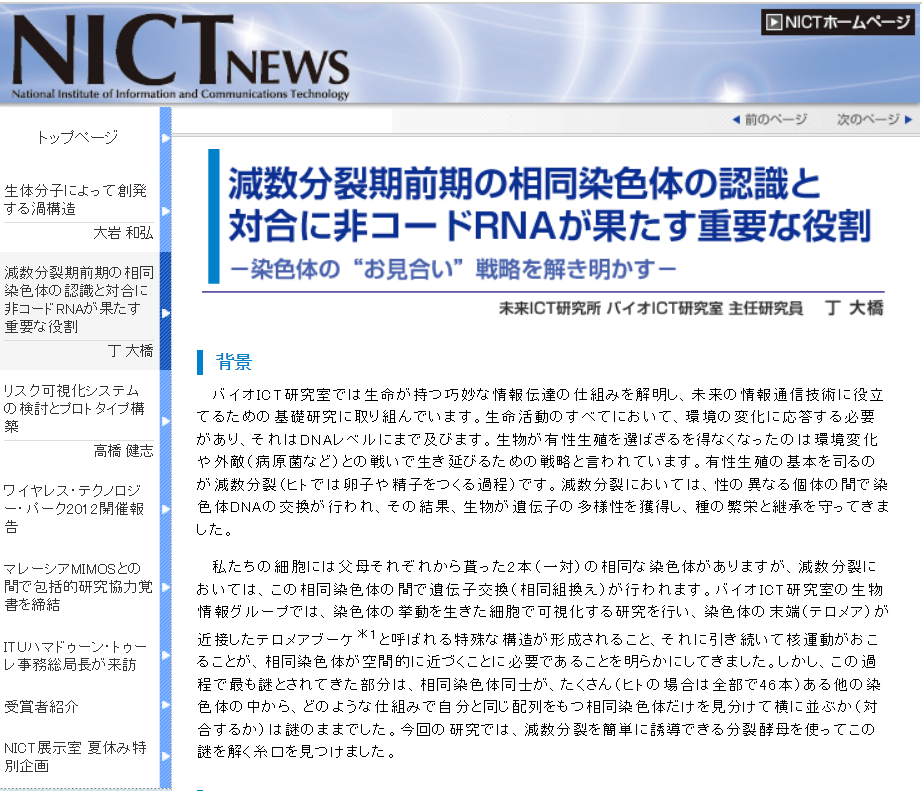 NICT NEWS
National Institute of Information and Communications Technology
NICTホームページ
前のページ 次のページ
トップページ
生体分子によって創発
する渦構造
大岩 和弘
減数分裂期前期の相同
染色体の認識と対合に
非コードRNAが果たす
重要な役割
丁 大橋
リスク可視化システム
の検討とプロトタイプ構
築
高橋 健志
ワイヤレス・テクノロジ
ー・パーク2012開催報
告
マレーシアMIMOSとの
間で包括的研究協力覚
書を締結
ITUハマドゥーン・トゥー
レ事務総局長が来訪
受賞者紹介
NICT展示室 夏休み特
別企画
減数分裂期前期の相同染色体の認識と
対合に非コードRNAが果たす重要な役割
－染色体の“お見合い”戦略を解き明かす－
未来ICT研究所 バイオICT研究室 主任研究員 丁 大橋
背景
バイオICT研究室では生命が持つ巧妙な情報伝達の仕組みを解明し、未来の情報通信技術に役立
てるための基礎研究に取り組んでいます。生命活動のすべてにおいて、環境の変化に応答する必要
があり、それはDNAレベルにまで及びます。生物が有性生殖を選ばざるを得なくなったのは環境変化
や外敵(病原菌など)との戦いで生き延びるための戦略と言われています。有性生殖の基本を司るの
が減数分裂(ヒトでは卵子や精子をつくる過程)です。減数分裂においては、性の異なる個体の間で染
色体DNAの交換が行われ、その結果、生物が遺伝子の多様性を獲得し、種の繁栄と継承を守ってきま
した。
私たちの細胞には父母それぞれから貰った2本(一対)の相同な染色体がありますが、減数分裂に
おいては、この相同染色体の間で遺伝子交換(相同組換え)が行われます。バイオICT研究室の生物
情報グループでは、染色体の挙動を生きた細胞で可視化する研究を行い、染色体の末端(テロメア)が
近接したテロメアブーケ＊1と呼ばれる特殊な構造が形成されること、それに引き続いて核運動がおこ
ることが、相同染色体が空間的に近づくことに必要であることを明らかにしてきました。しかし、この過
程で最も謎とされてきた部分は、相同染色体同士が、たくさん(ヒトの場合は全部で46本)ある他の染
色体の中から、どのような仕組みで自分と同じ配列をもつ相同染色体だけを見分けて横に並ぶか(対
合するか)は謎のままでした。今回の研究では、減数分裂を簡単に誘導できる分裂酵母を使ってこの
謎を解く糸口を見つけました。